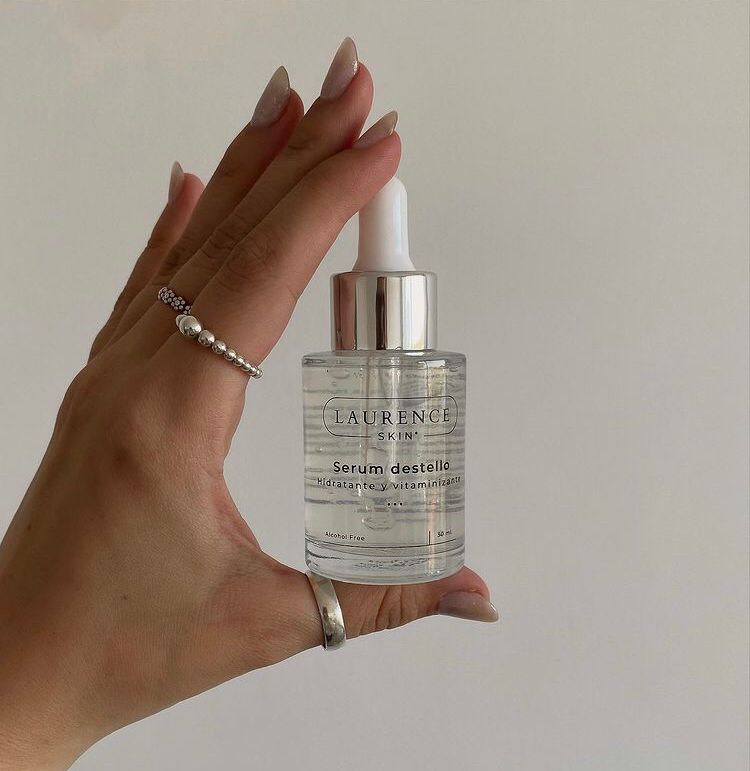 LAURENCE
SKIN®
Serum destello
Hidratante y vitaminizante
...
Alcohol Free
30 mL